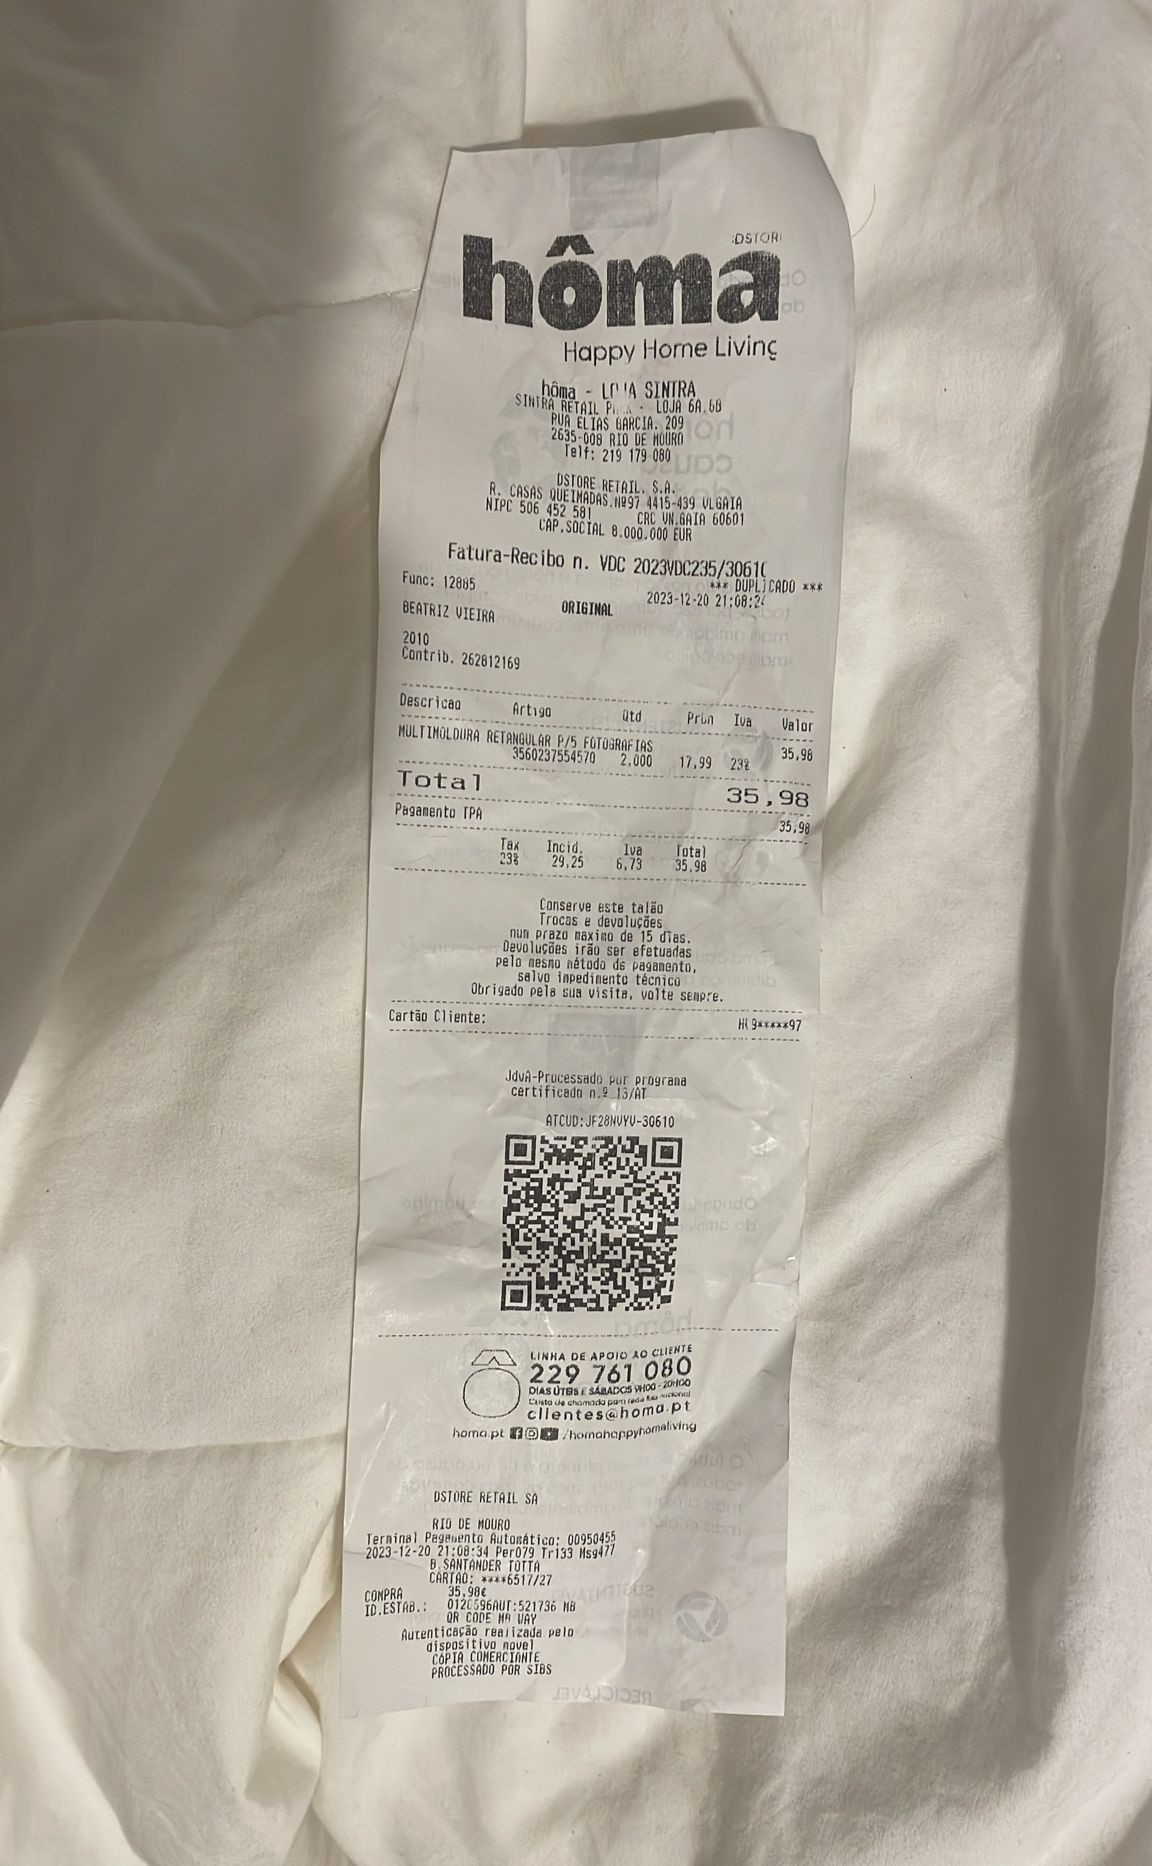 DSTOR
hôma
Happy Home Living
hôma - LOJA SINTRA
SINTRA RETAIL - LOJA 6A.6B
RUA ELIAS GARCIA. 209
2635-008 RIO DE MOURO
Telf: 219 179 080
DSTORE RETAIL. S.A.
R. CASAS QUEIMADAS.Nº97 4415-439 VLGAIA
NIPC 506 452 581 CRC VN.GAIA 60601
CAP.SOCIAL 8.000.000 EUR
Fatura-Recibo n. VDC 2023VDC235/30610
*** DUPLICADO ***
Func: 12885 2023-12-20 21:08:24
BEATRIZ VIEIRA ORIGINAL
2010
Contrib. 262812169
Descricao Artigo Qtd PrUn Iva Valor
MULTIMOLDURA RETANGULAR P/5 FOTOGRAFIAS 35,98
3560237554570 2.000 17,99 23%
Total 35,98
Pagamento TPA 35,98
Tax Incid. Iva Total
23% 29,25 6,73 35,98
Conserve este talão
Trocas e devoluções
num prazo maximo de 15 dias.
Devoluções irão ser efetuadas
pelo mesmo método de pagamento,
salvo impedimento técnico
Obrigado pela sua visita, volte sempre.
Cartão Cliente: HL9*****97
JdvA-Processado por programa
certificado n.º 13/AT
ATCUD:JF28NVYV-30610
LINHA DE APOIO AO CLIENTE
229 761 080
DIAS ÚTEIS E SÁBADOS 9H00 - 20H00
Custo de chamada para rede fixa nacional
clientes@homa.pt
homa.pt /homahappyhomeliving
DSTORE RETAIL SA
RIO DE MOURO
Terminal Pagamento Automático: 00950455
2023-12-20 21:08:34 Per079 Tr133 Msg477
B.SANTANDER TOTTA
CARTAO: ****6517/27
COMPRA 35,98€
ID.ESTAB.: AUT:521736 MB
QR CODE MB WAY
Autenticação realizada pelo
dispositivo movel
CÓPIA COMERCIANTE
PROCESSADO POR SIBS